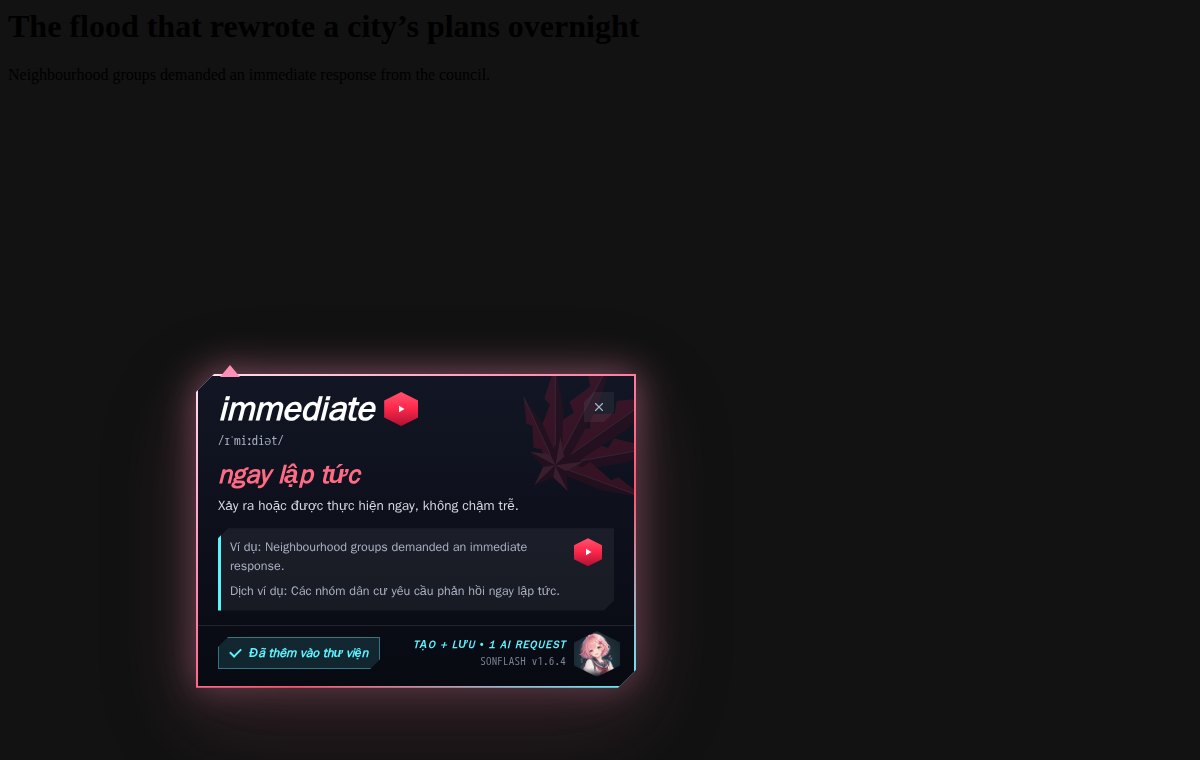 The flood that rewrote a city’s plans overnight
Neighbourhood groups demanded an immediate response from the council.
immediate
/ɪˈmiːdiət/
ngay lập tức
Xảy ra hoặc được thực hiện ngay, không chậm trễ.
Ví dụ: Neighbourhood groups demanded an immediate
response.
Dịch ví dụ: Các nhóm dân cư yêu cầu phản hồi ngay lập tức.
Đã thêm vào thư viện
TẠO + LƯU • 1 AI REQUEST
SONFLASH v1.6.4